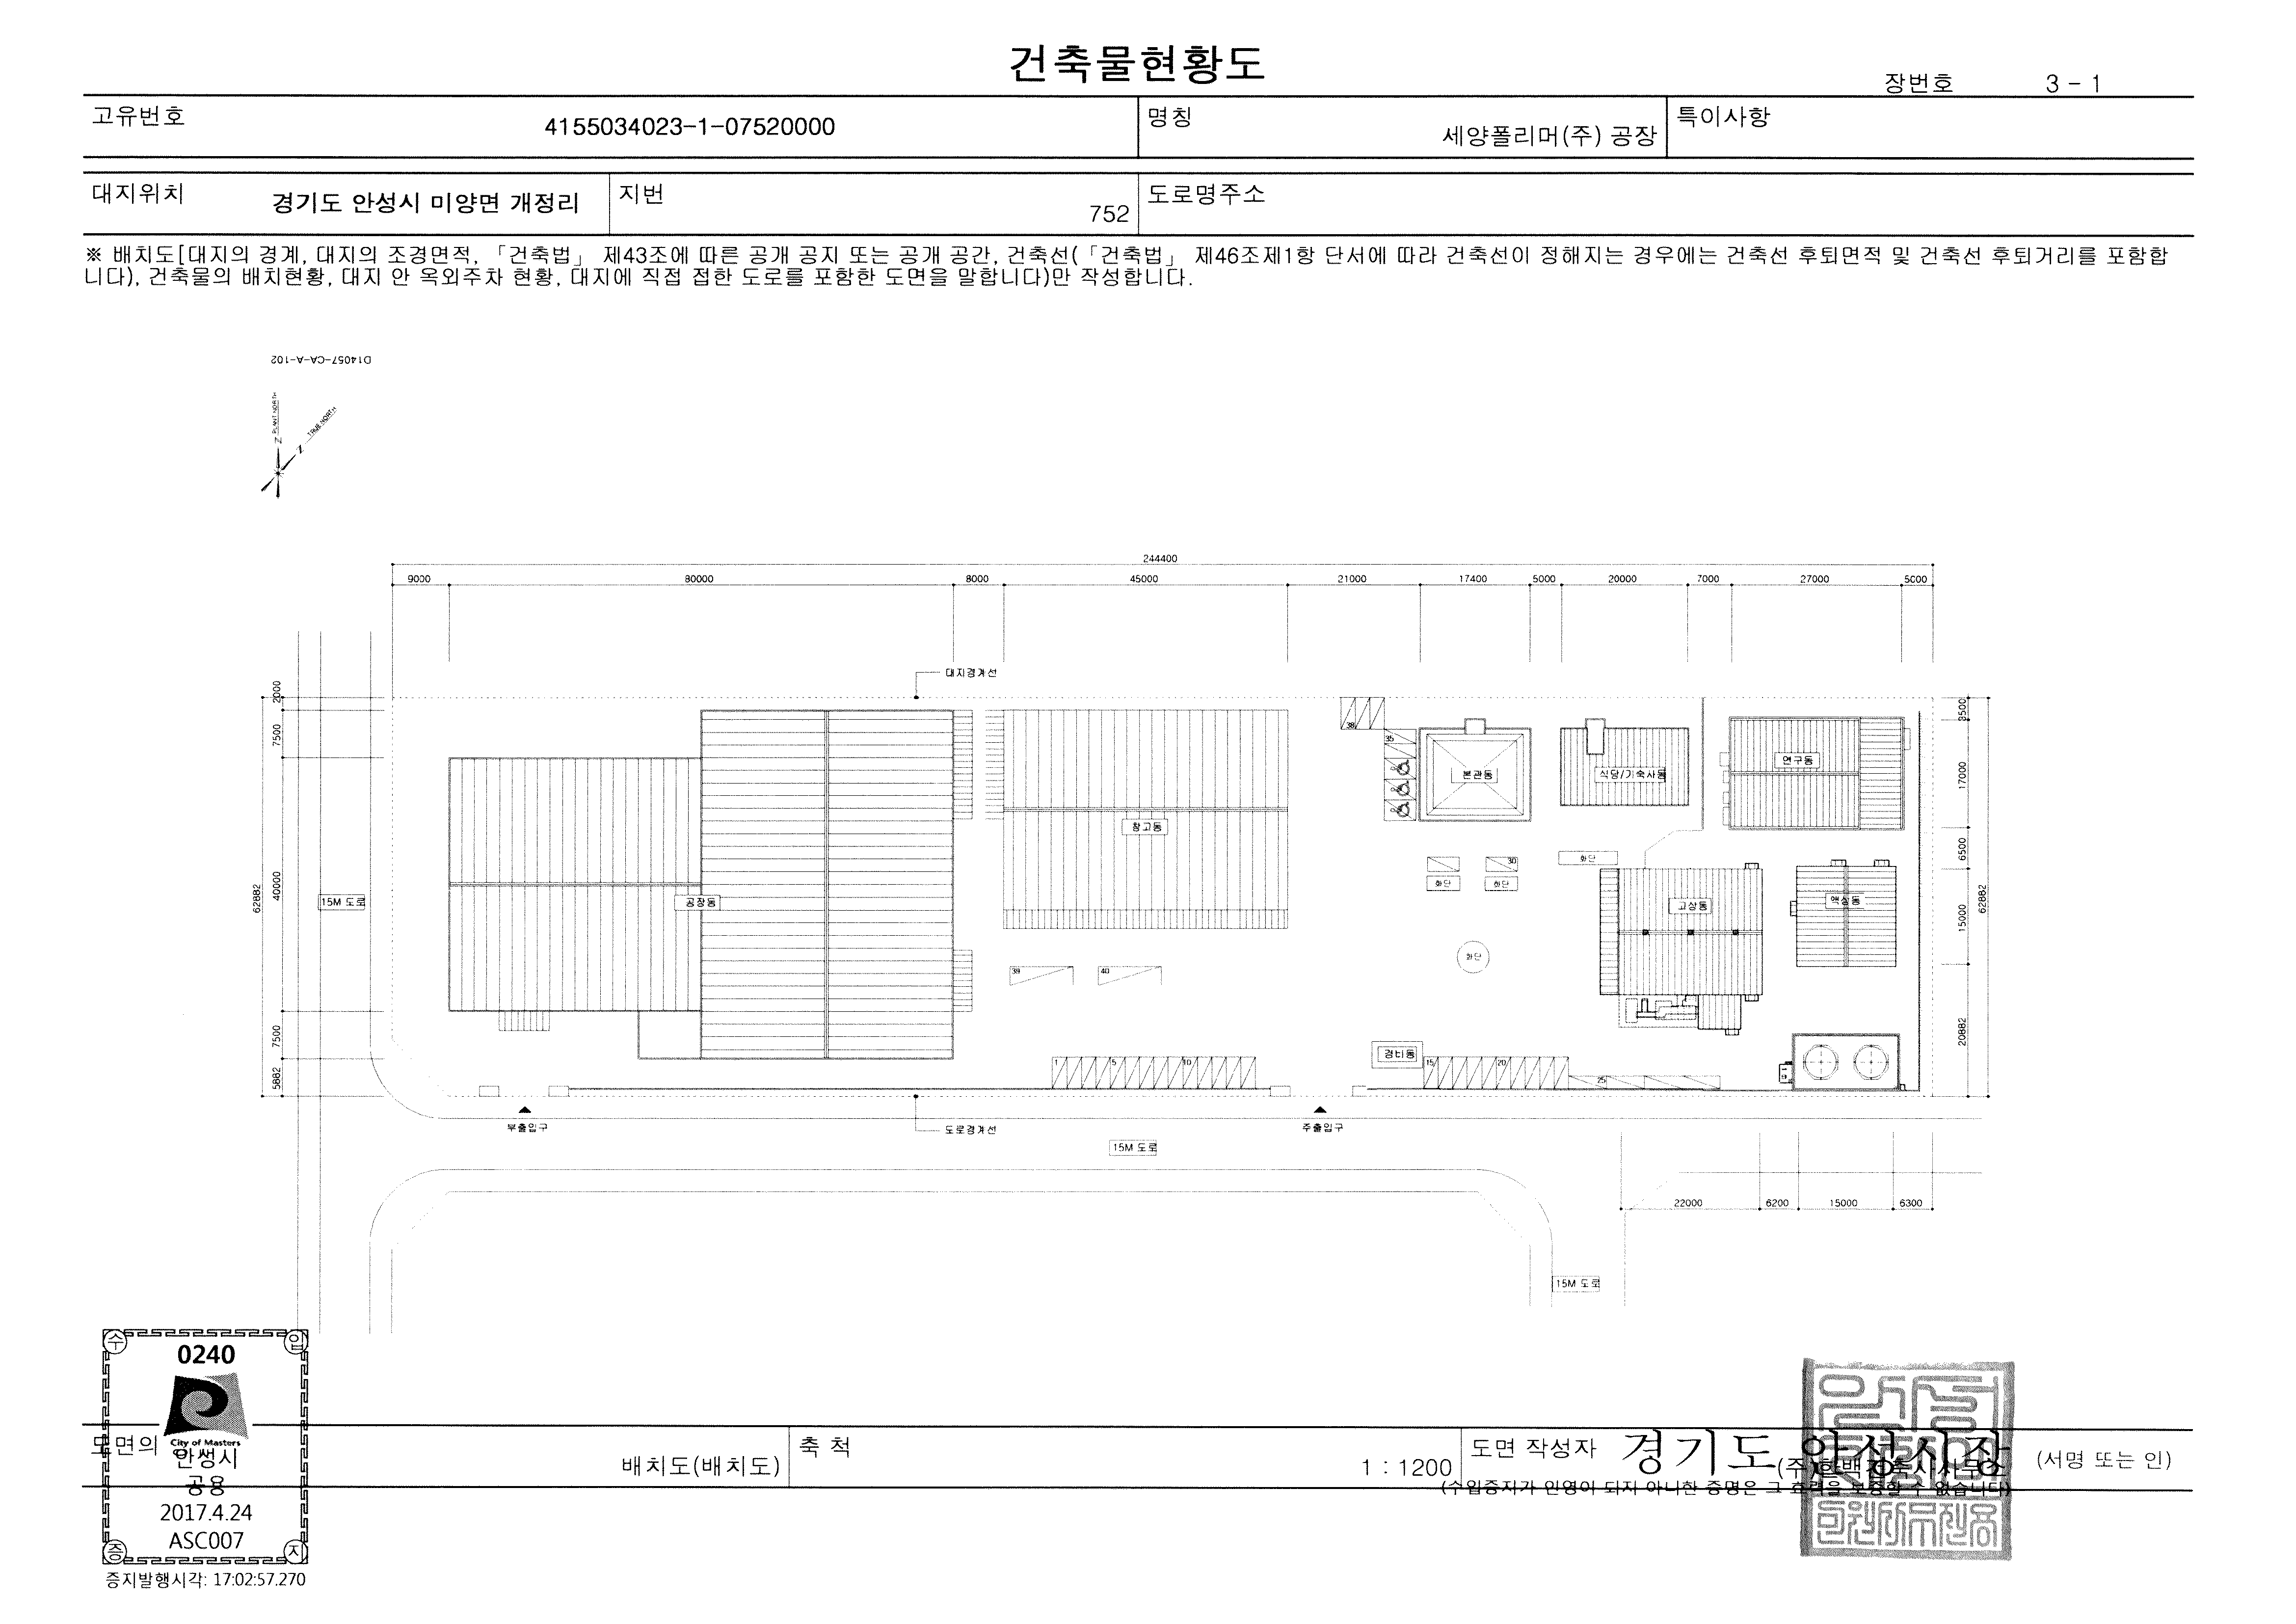 건축물현황도
장번호 3 - 1
고유번호 4155034023-1-07520000 명칭 세양폴리머(주) 공장 특이사항
대지위치 경기도 안성시 미양면 개정리 지번 752 도로명주소
※ 배치도[대지의 경계, 대지의 조경면적, 「건축법」 제43조에 따른 공개 공지 또는 공개 공간, 건축선(「건축법」 제46조제1항 단서에 따라 건축선이 정해지는 경우에는 건축선 후퇴면적 및 건축선 후퇴거리를 포함합
니다), 건축물의 배치현황, 대지 안 옥외주차 현황, 대지에 직접 접한 도로를 포함한 도면을 말합니다)만 작성합니다.
D14057-CA-A-102
PLANT NORTH
TRUE NORTH
N
N
244400
9000 80000 8000 45000 21000 17400 5000 20000 7000 27000 5000
대지경계선
2000
7500
40000
7500
5882
62882
15M 도로
공장동
창고동
38
35
본관동
식당/기숙사동
연구동
30
화단
화단
화단
화단
고상동
액상동
39
40
경비동
1 5 10 15 20 25
3500
17000
6500
15000
20882
62882
부출입구
도로경계선
주출입구
15M 도로
22000 6200 15000 6300
15M 도로
수 입
0240
City of Masters
안성시
공용
2017.4.24
ASC007
증 지
증지발행시각: 17:02:57.270
도면의
배치도(배치도)
축 척 1 : 1200
도면 작성자
경기도 안성시장
(서명 또는 인)
(수입증지가 인영이 되지 아니한 증명은 그 효력을 보증할 수 없습니다)